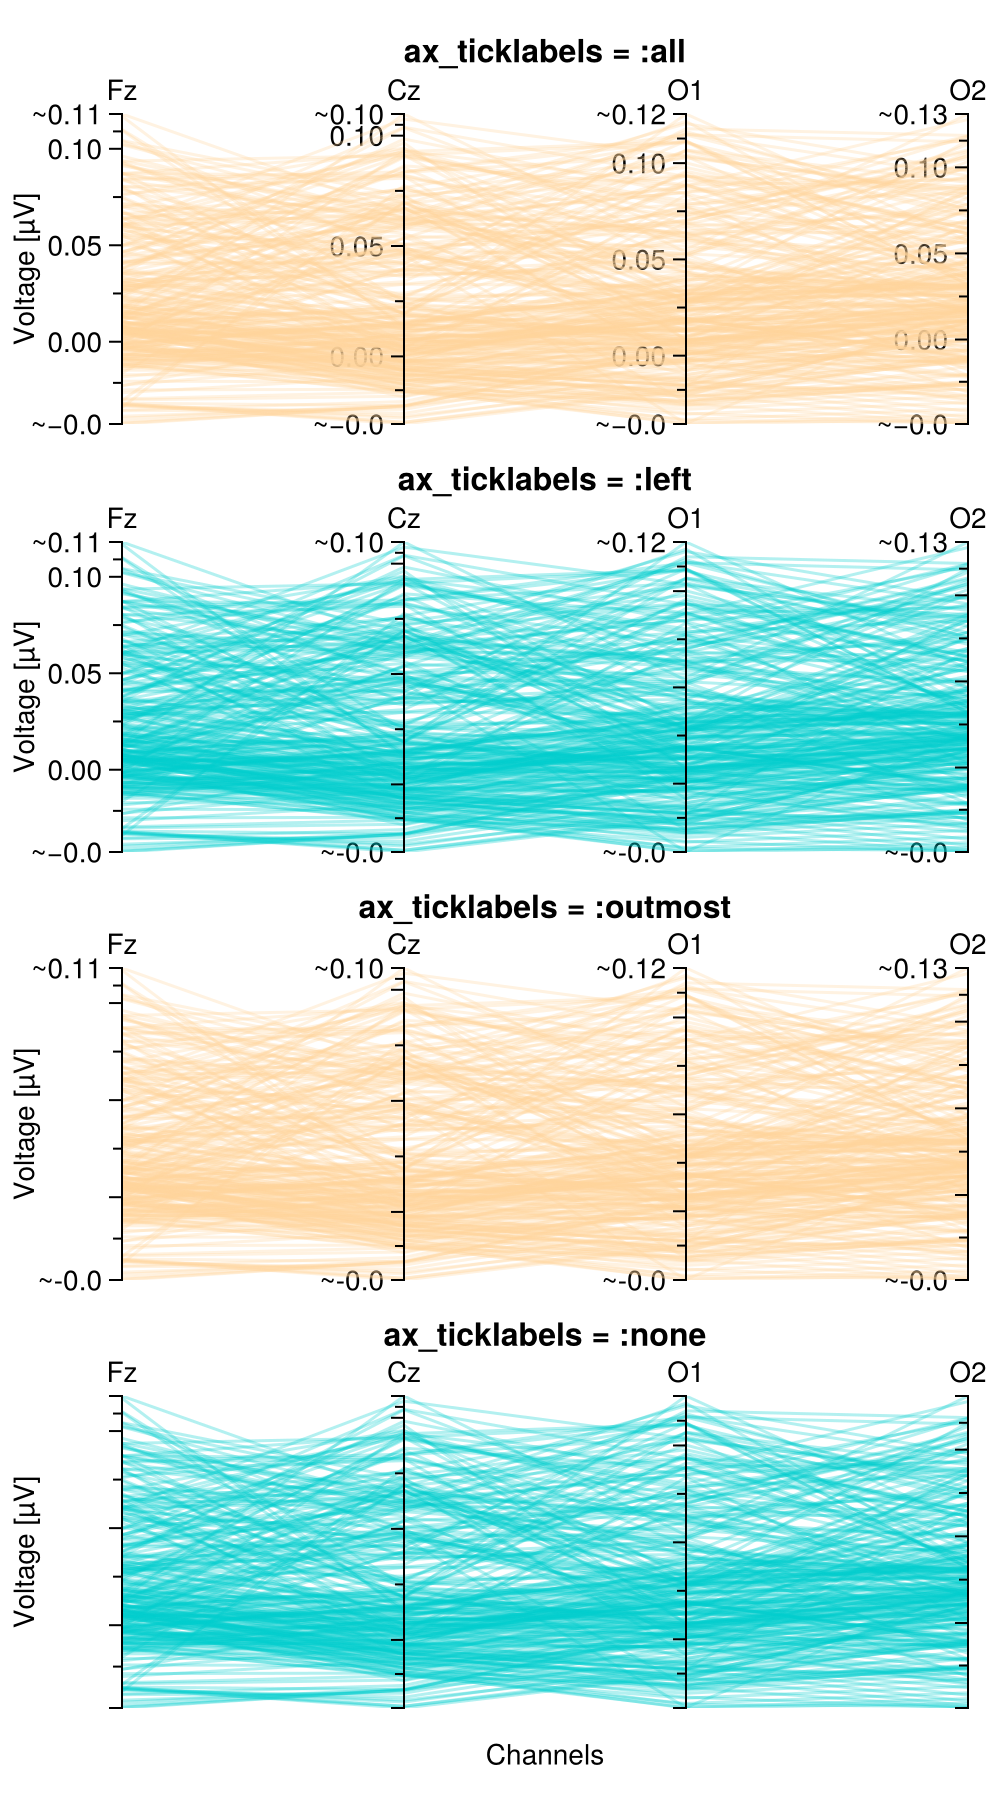 ax_ticklabels = :all
Fz Cz O1 O2
~0.11 ~0.10 ~0.12 ~0.13
0.10 0.10 0.10 0.10
0.05 0.05 0.05 0.05
0.00 0.00 0.00 0.00
~−0.0 ~−0.0 ~−0.0 ~−0.0
Voltage [µV]
ax_ticklabels = :left
Fz Cz O1 O2
~0.11 ~0.10 ~0.12 ~0.13
0.10
0.05
0.00
~−0.0 ~-0.0 ~-0.0 ~-0.0
Voltage [µV]
ax_ticklabels = :outmost
Fz Cz O1 O2
~0.11 ~0.10 ~0.12 ~0.13
~-0.0 ~-0.0 ~-0.0 ~-0.0
Voltage [µV]
ax_ticklabels = :none
Fz Cz O1 O2
Voltage [µV]
Channels